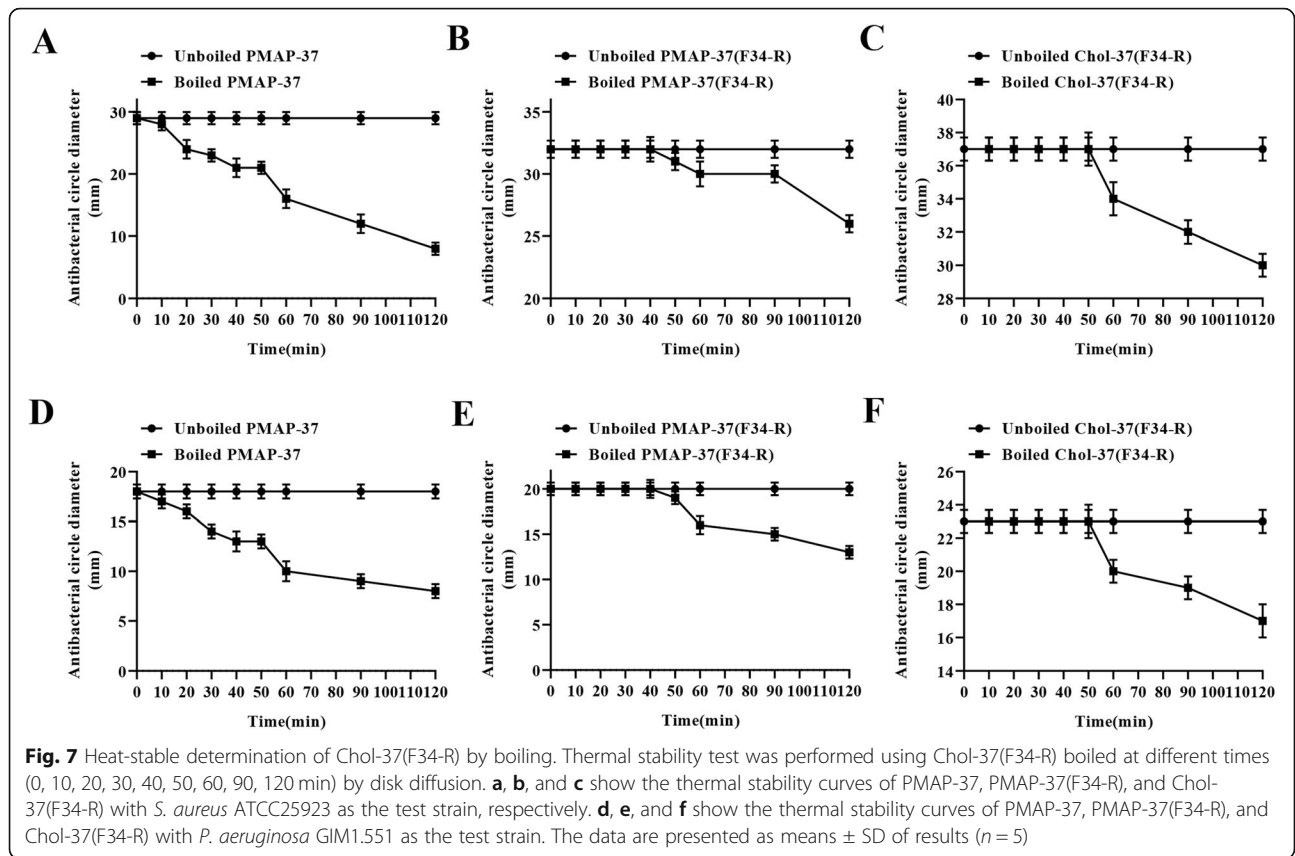 A
Unboiled PMAP-37
Boiled PMAP-37
Antibacterial circle diameter
(mm)
30
20
10
0
0 10 20 30 40 50 60 70 80 90 100110120
Time(min)
B
Unboiled PMAP-37(F34-R)
Boiled PMAP-37(F34-R)
Antibacterial circle diameter
(mm)
35
30
25
20
0 10 20 30 40 50 60 70 80 90 100110120
Time(min)
C
Unboiled Chol-37(F34-R)
Boiled Chol-37(F34-R)
Antibacterial circle diameter
(mm)
40
38
36
34
32
30
28
0 10 20 30 40 50 60 70 80 90 100110120
Time(min)
D
Unboiled PMAP-37
Boiled PMAP-37
Antibacterial circle diameter
(mm)
20
15
10
5
0
0 10 20 30 40 50 60 70 80 90 100110120
Time(min)
E
Unboiled PMAP-37(F34-R)
Boiled PMAP-37(F34-R)
Antibacterial circle diameter
(mm)
25
20
15
10
5
0
0 10 20 30 40 50 60 70 80 90 100110120
Time(min)
F
Unboiled Chol-37(F34-R)
Boiled Chol-37(F34-R)
Antibacterial circle diameter
(mm)
26
24
22
20
18
16
14
0 10 20 30 40 50 60 70 80 90 100110120
Time(min)
Fig. 7 Heat-stable determination of Chol-37(F34-R) by boiling. Thermal stability test was performed using Chol-37(F34-R) boiled at different times
(0, 10, 20, 30, 40, 50, 60, 90, 120 min) by disk diffusion. a, b, and c show the thermal stability curves of PMAP-37, PMAP-37(F34-R), and Chol-
37(F34-R) with S. aureus ATCC25923 as the test strain, respectively. d, e, and f show the thermal stability curves of PMAP-37, PMAP-37(F34-R), and
Chol-37(F34-R) with P. aeruginosa GIM1.551 as the test strain. The data are presented as means ± SD of results (n = 5)